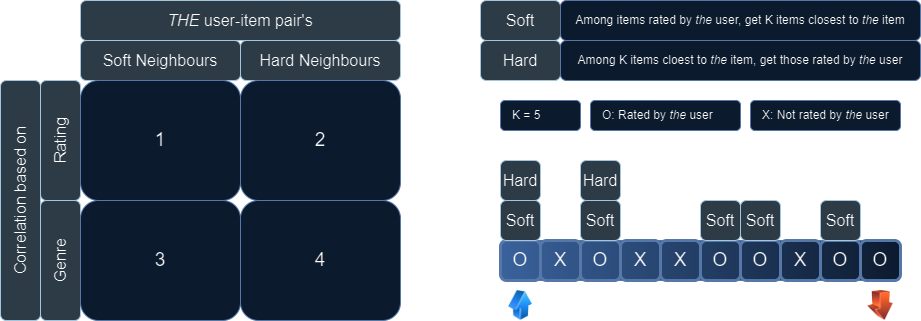 THE user-item pair's
Soft Neighbours
Hard Neighbours
Correlation based on
Rating
1
2
Genre
3
4
Soft
Among items rated by the user, get K items closest to the item
Hard
Among K items cloest to the item, get those rated by the user
K = 5
O: Rated by the user
X: Not rated by the user
Hard Hard
Soft Soft Soft Soft Soft
O X O X X O O X O O